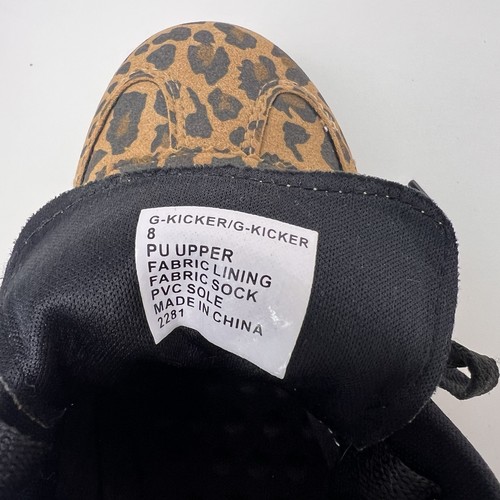 G-KICKER/G-KICKER
8
PU UPPER
FABRIC LINING
FABRIC SOCK
PVC SOLE
MADE IN CHINA
2281